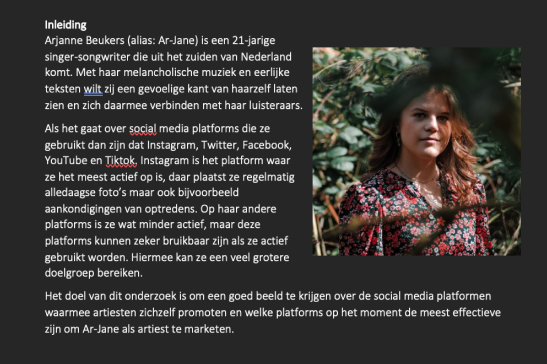 Inleiding
Arjanne Beukers (alias: Ar-Jane) is een 21-jarige
singer-songwriter die uit het zuiden van Nederland
komt. Met haar melancholische muziek en eerlijke
teksten wilt zij een gevoelige kant van haarzelf laten
zien en zich daarmee verbinden met haar luisteraars.
Als het gaat over social media platforms die ze
gebruikt dan zijn dat Instagram, Twitter, Facebook,
YouTube en Tiktok. Instagram is het platform waar
ze het meest actief op is, daar plaatst ze regelmatig
alledaagse foto's maar ook bijvoorbeeld
aankondigingen van optredens. Op haar andere
platforms is ze wat minder actief, maar deze
platforms kunnen zeker bruikbaar zijn als ze actief
gebruikt worden. Hiermee kan ze een veel grotere
doelgroep bereiken.
Het doel van dit onderzoek is om een goed beeld te krijgen over de social media platformen
waarmee artiesten zichzelf promoten en welke platforms op het moment de meest effectieve
zijn om Ar-Jane als artiest te marketen.